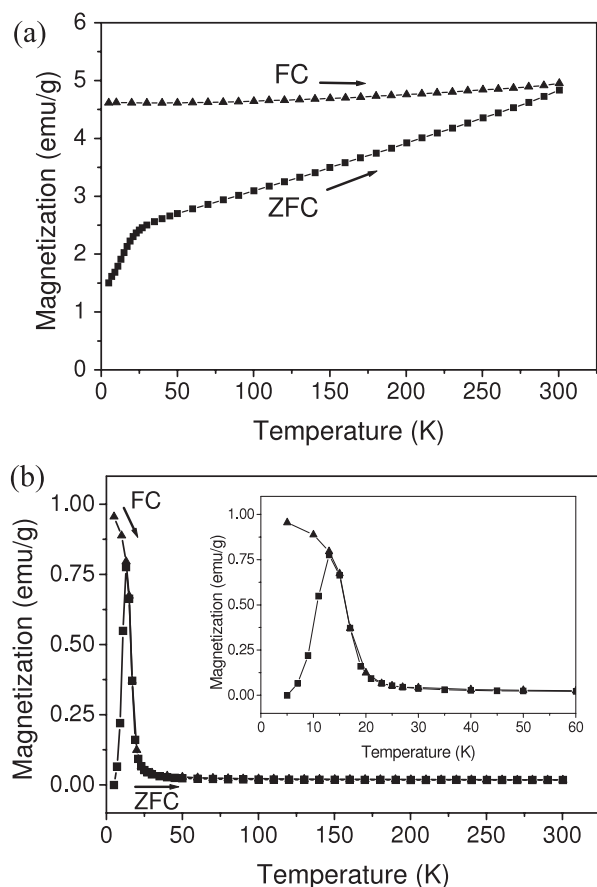 (a)
6
5
4
3
2
1
0
Magnetization (emu/g)
FC
ZFC
0 50 100 150 200 250 300
Temperature (K)
(b)
1.00
0.75
0.50
0.25
0.00
Magnetization (emu/g)
FC
ZFC
1.00
0.75
0.50
0.25
0.00
Magnetization (emu/g)
0 10 20 30 40 50 60
Temperature (K)
0 50 100 150 200 250 300
Temperature (K)